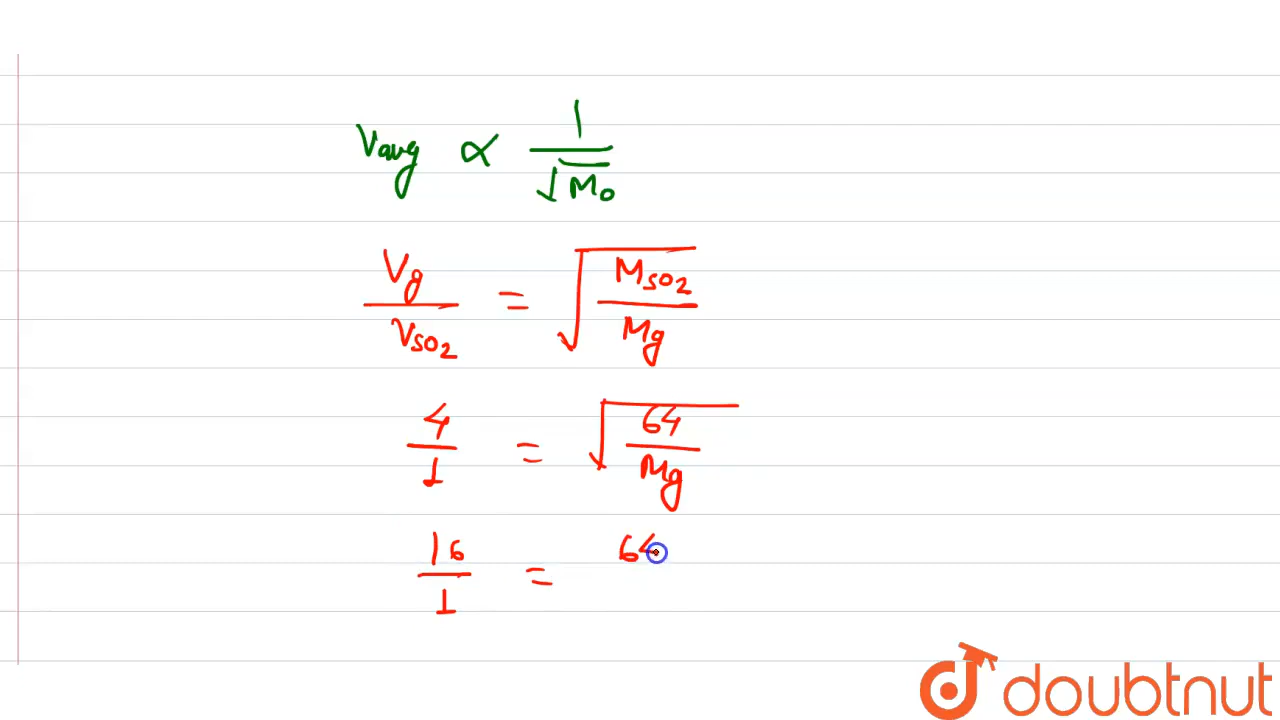 Vavg ∝ 1/√M₀
Vg/VSO₂ = √(MSO₂/Mg)
4/1 = √(64/Mg)
16/1 = 64
doubtnut